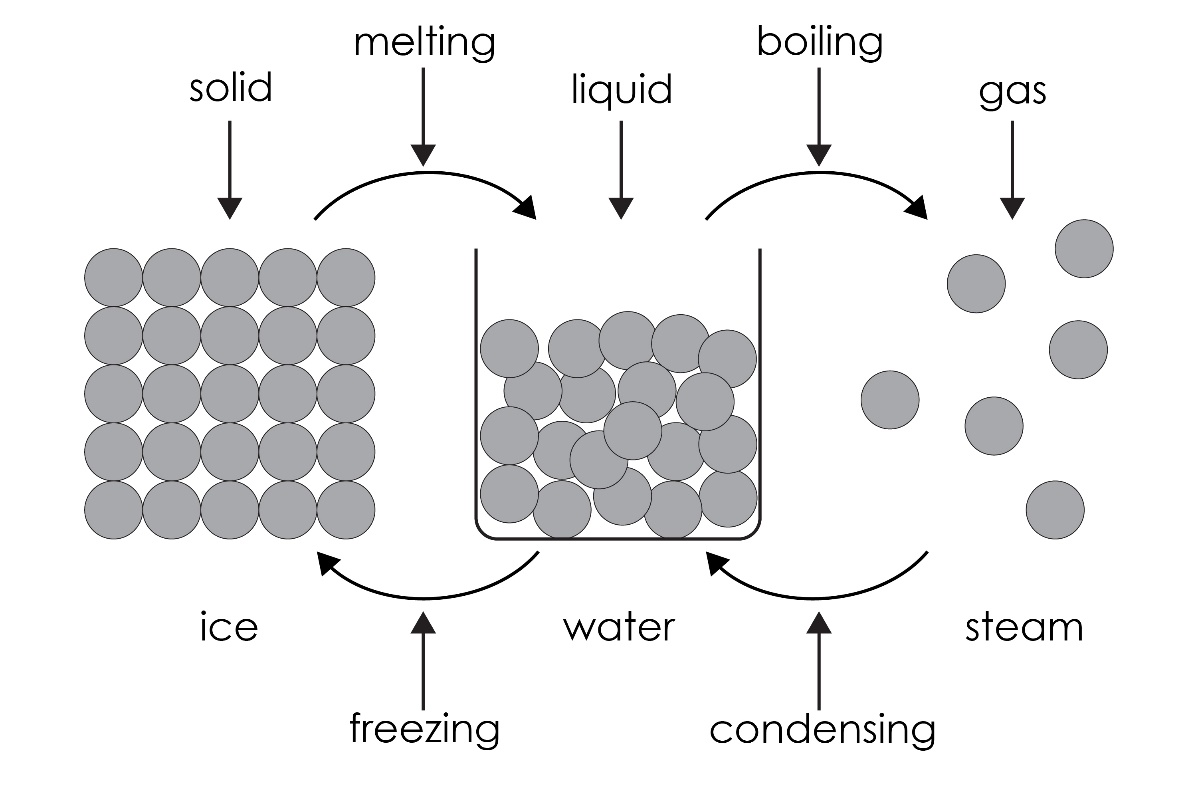 melting
boiling
solid
liquid
gas
ice
water
steam
freezing
condensing